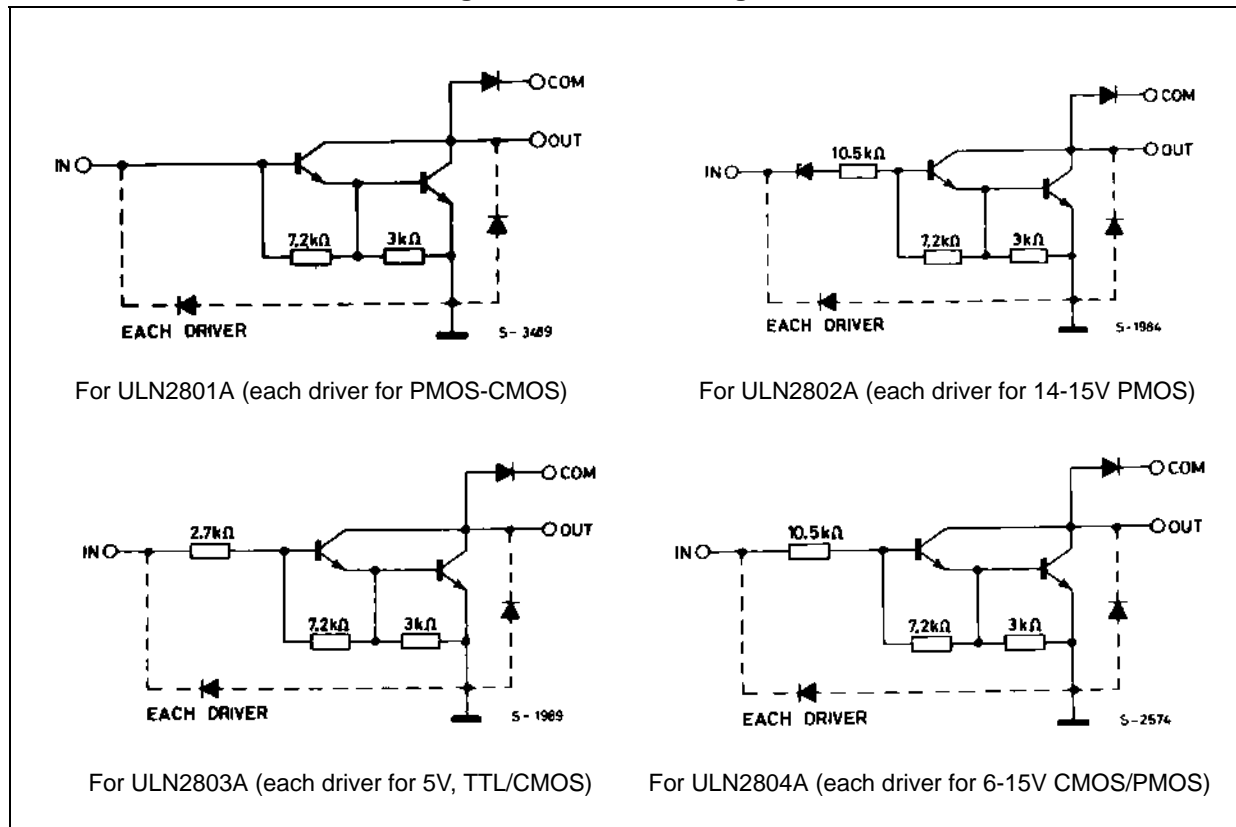 COM
OUT
IN
7.2kΩ 3kΩ
EACH DRIVER
S-3489
For ULN2801A (each driver for PMOS-CMOS)
COM
OUT
IN 10.5kΩ
7.2kΩ 3kΩ
EACH DRIVER
S-1984
For ULN2802A (each driver for 14-15V PMOS)
COM
OUT
IN 2.7kΩ
7.2kΩ 3kΩ
EACH DRIVER
S-1989
For ULN2803A (each driver for 5V, TTL/CMOS)
COM
OUT
IN 10.5kΩ
7.2kΩ 3kΩ
EACH DRIVER
S-2574
For ULN2804A (each driver for 6-15V CMOS/PMOS)